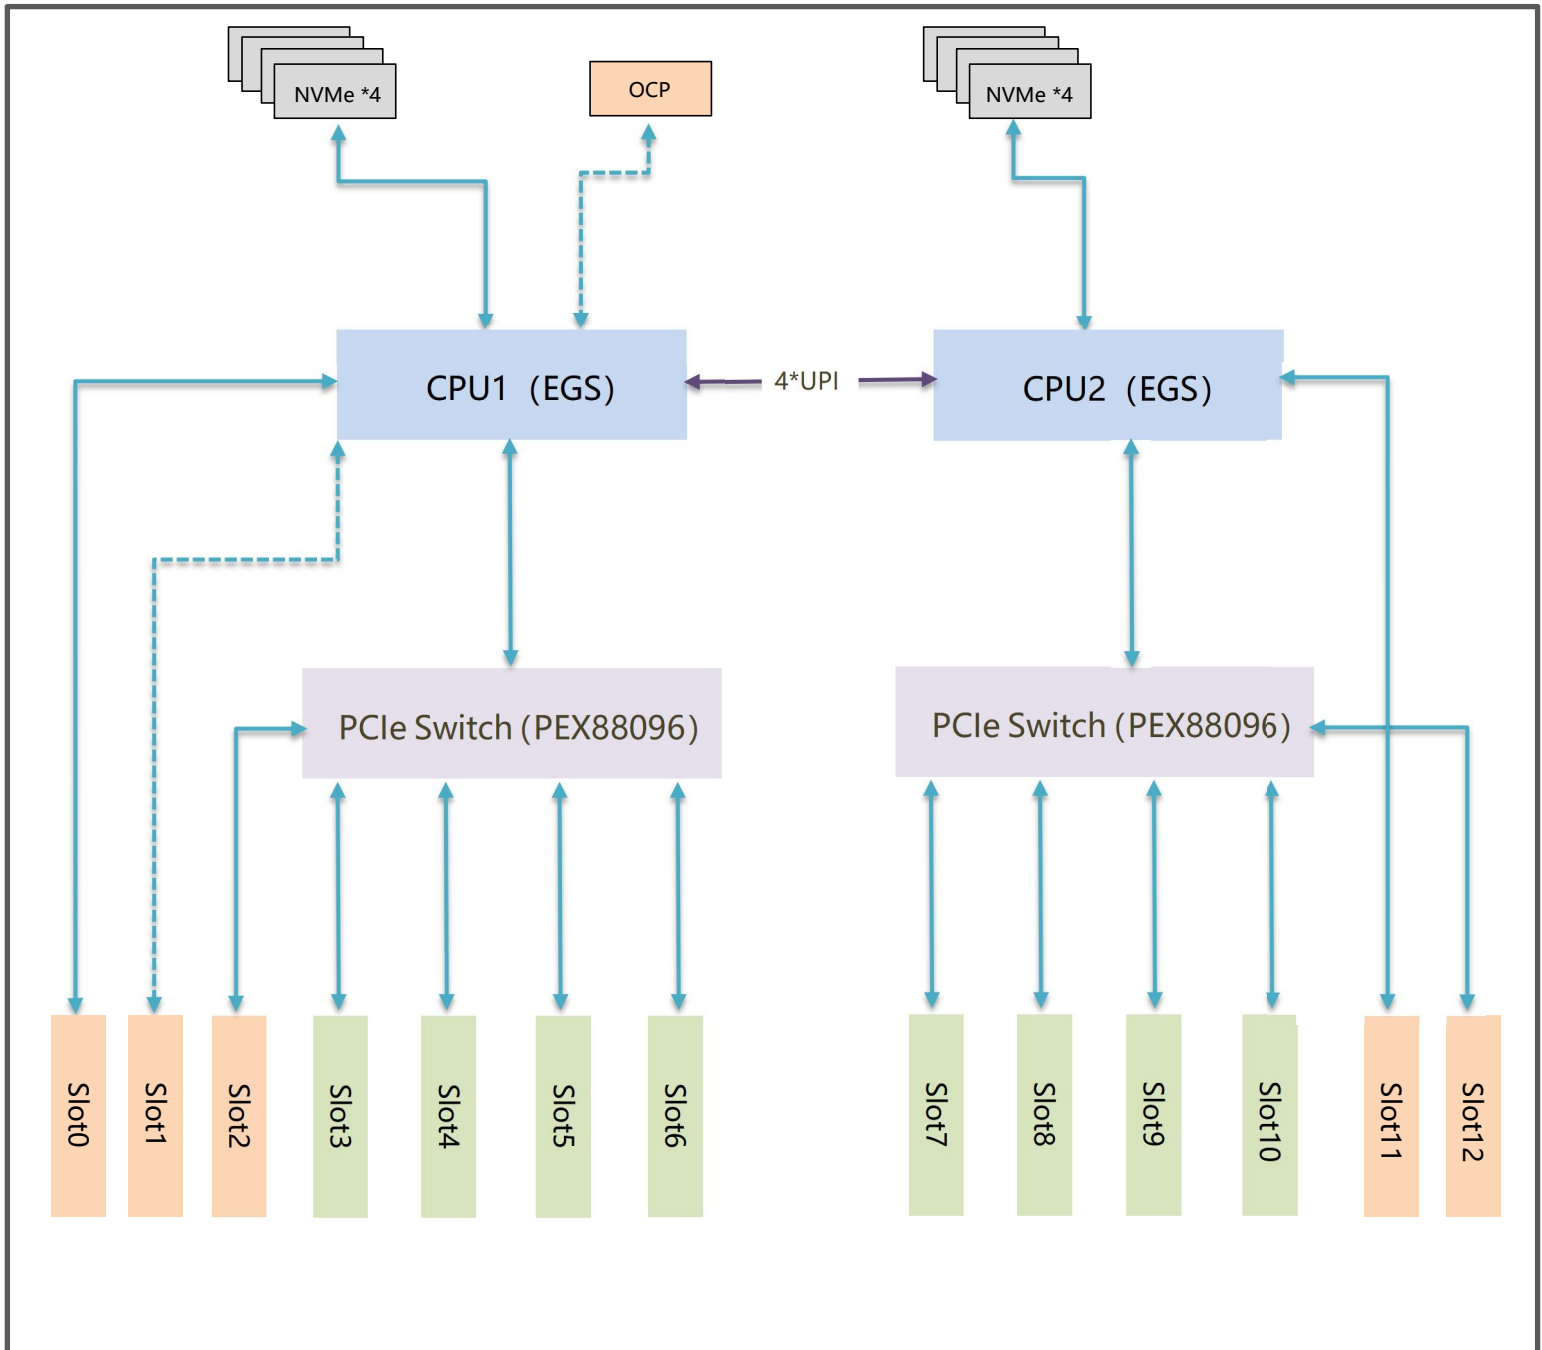 NVMe *4
OCP
NVMe *4
CPU1（EGS）
4*UPI
CPU2（EGS）
PCIe Switch（PEX88096）
PCIe Switch（PEX88096）
Slot0
Slot1
Slot2
Slot3
Slot4
Slot5
Slot6
Slot7
Slot8
Slot9
Slot10
Slot11
Slot12